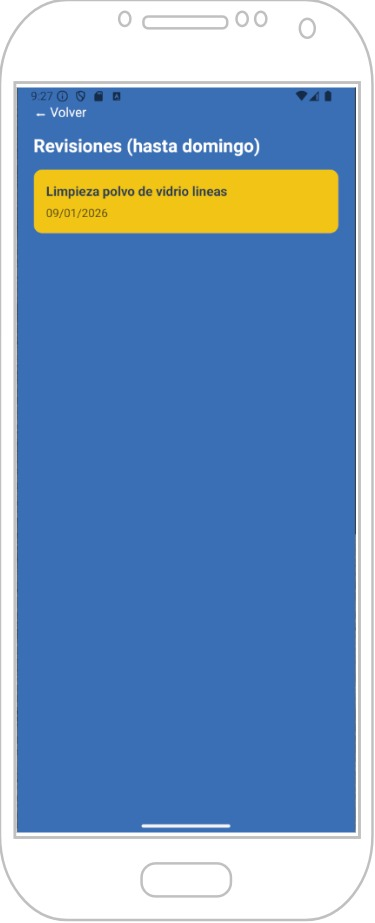 9:27
← Volver
Revisiones (hasta domingo)
Limpieza polvo de vidrio lineas
09/01/2026